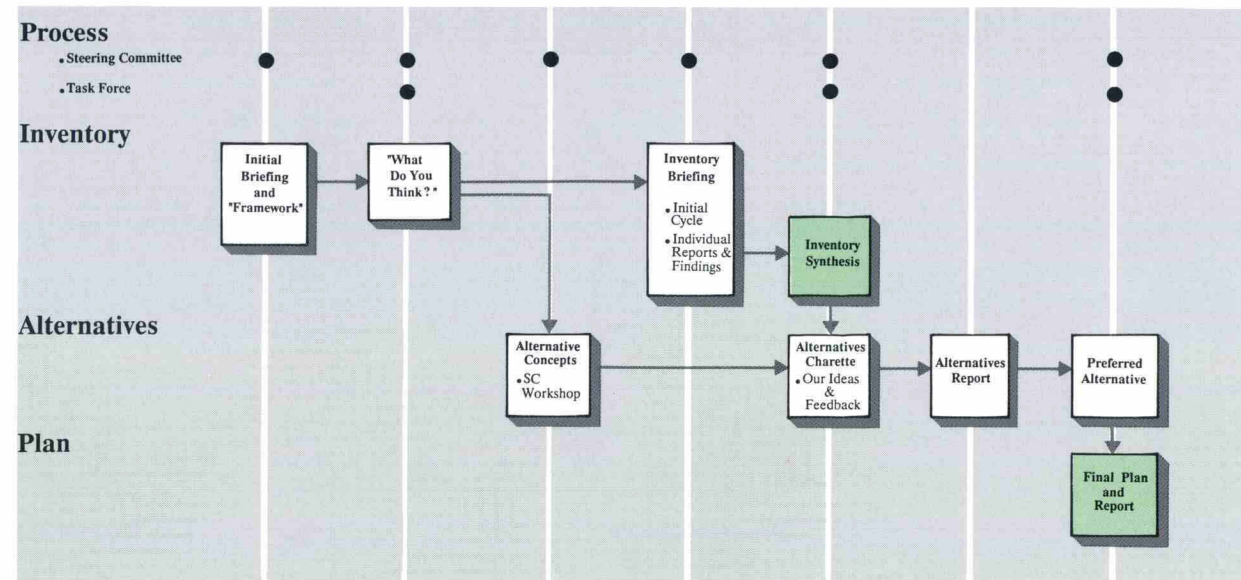 Process
• Steering Committee
• Task Force
Inventory
Initial
Briefing
and
"Framework"
"What
Do You
Think?"
Inventory
Briefing
• Initial
Cycle
• Individual
Reports &
Findings
Inventory
Synthesis
Alternatives
Alternative
Concepts
• SC
Workshop
Alternatives
Charette
• Our Ideas
&
Feedback
Alternatives
Report
Preferred
Alternative
Plan
Final Plan
and
Report